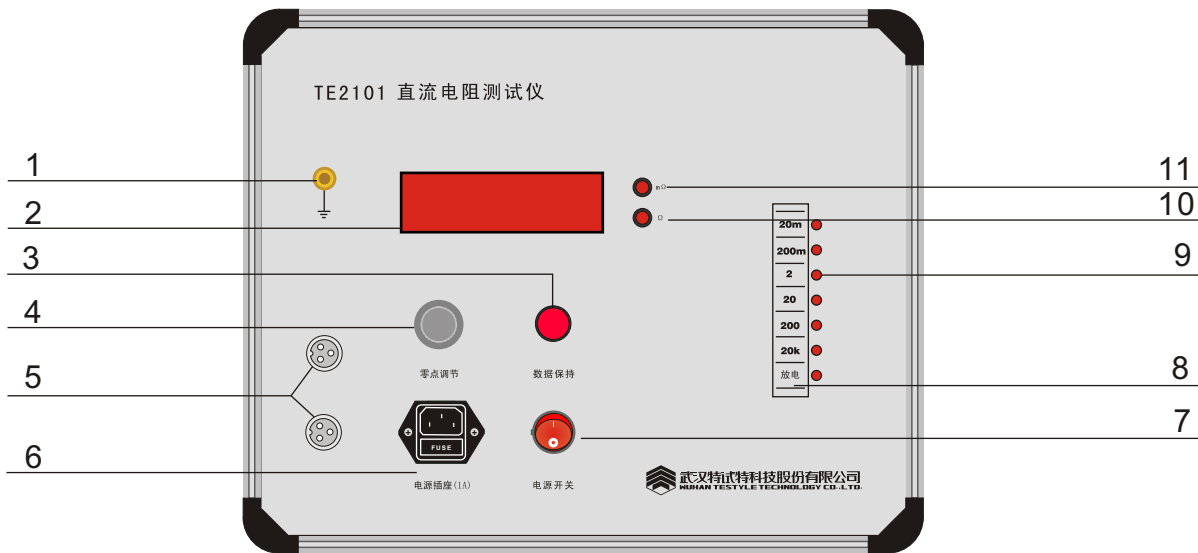 TE2101 直流电阻测试仪
1
2
3
4
5
6
11
10
9
8
7
mΩ
Ω
20m
200m
2
20
200
20k
放电
零点调节
数据保持
FUSE
电源插座(1A)
电源开关
武汉特试特科技股份有限公司
WUHAN TESTYLE TECHNOLOGY CO.,LTD.